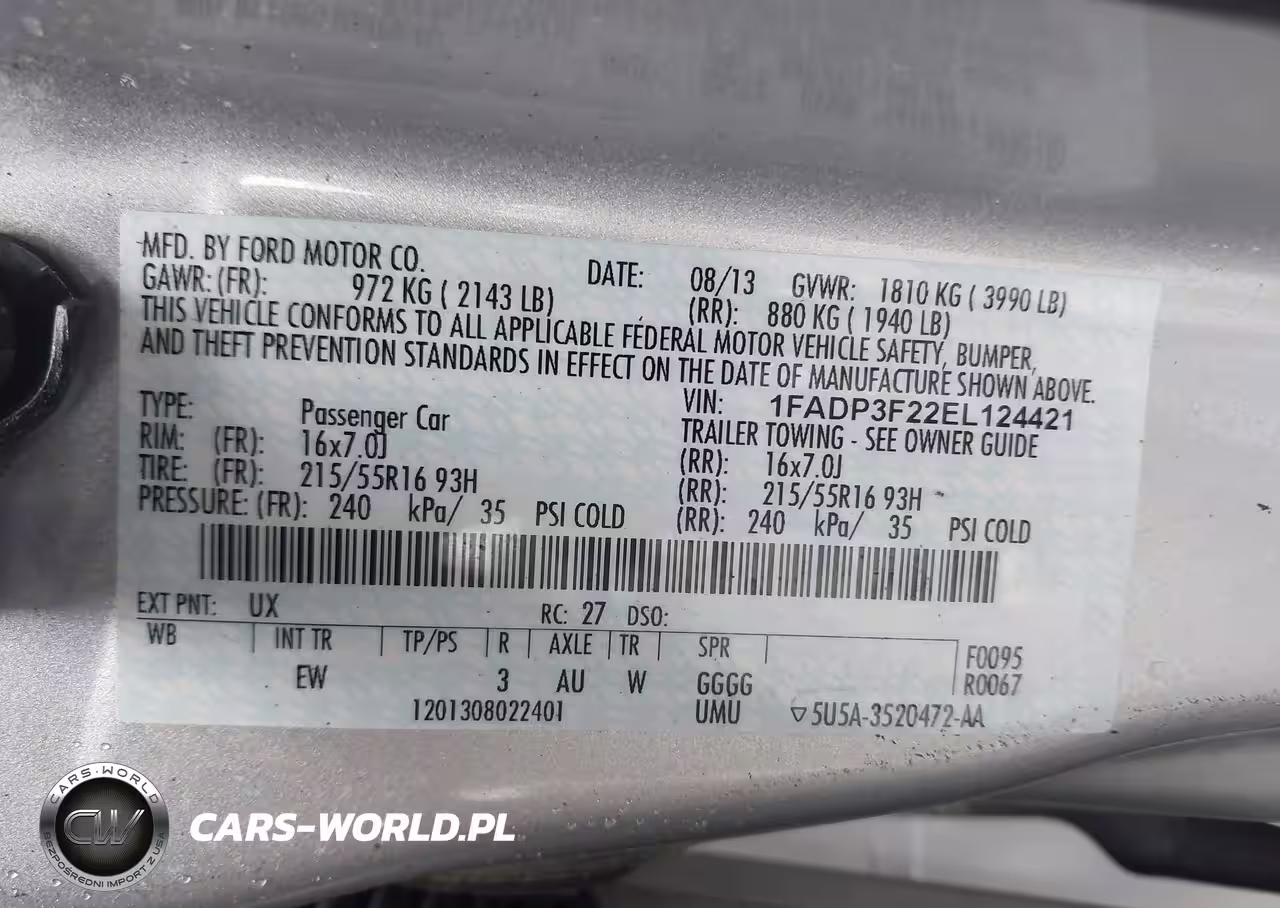 MFD. BY FORD MOTOR CO. DATE: 08/13 GVWR: 1810 KG ( 3990 LB)
GAWR: (FR): 972 KG ( 2143 LB) (RR): 880 KG ( 1940 LB)
THIS VEHICLE CONFORMS TO ALL APPLICABLE FEDERAL MOTOR VEHICLE SAFETY, BUMPER,
AND THEFT PREVENTION STANDARDS IN EFFECT ON THE DATE OF MANUFACTURE SHOWN ABOVE.
VIN: 1FADP3F22EL124421
TYPE: Passenger Car TRAILER TOWING - SEE OWNER GUIDE
RIM: (FR): 16x7.0J (RR): 16x7.0J
TIRE: (FR): 215/55R16 93H (RR): 215/55R16 93H
PRESSURE: (FR): 240 kPa/ 35 PSI COLD (RR): 240 kPa/ 35 PSI COLD
EXT PNT: UX RC: 27 DSO:
WB INT TR TP/PS R AXLE TR SPR F0095
EW 3 AU W GGGG R0067
1201308022401 UMU ▽5U5A-3520472-AA
CARS-WORLD
CW
BEZPOŚREDNI IMPORT Z USA
CARS-WORLD.PL